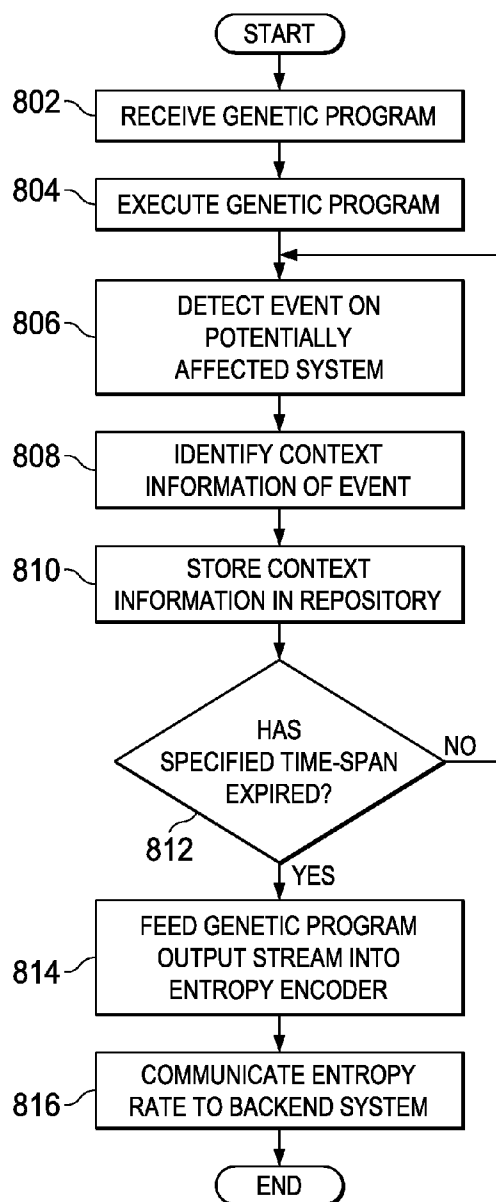 START
802
RECEIVE GENETIC PROGRAM
804
EXECUTE GENETIC PROGRAM
806
DETECT EVENT ON
POTENTIALLY
AFFECTED SYSTEM
808
IDENTIFY CONTEXT
INFORMATION OF EVENT
810
STORE CONTEXT
INFORMATION IN REPOSITORY
HAS
SPECIFIED TIME-SPAN
EXPIRED?
NO
812
YES
814
FEED GENETIC PROGRAM
OUTPUT STREAM INTO
ENTROPY ENCODER
816
COMMUNICATE ENTROPY
RATE TO BACKEND SYSTEM
END